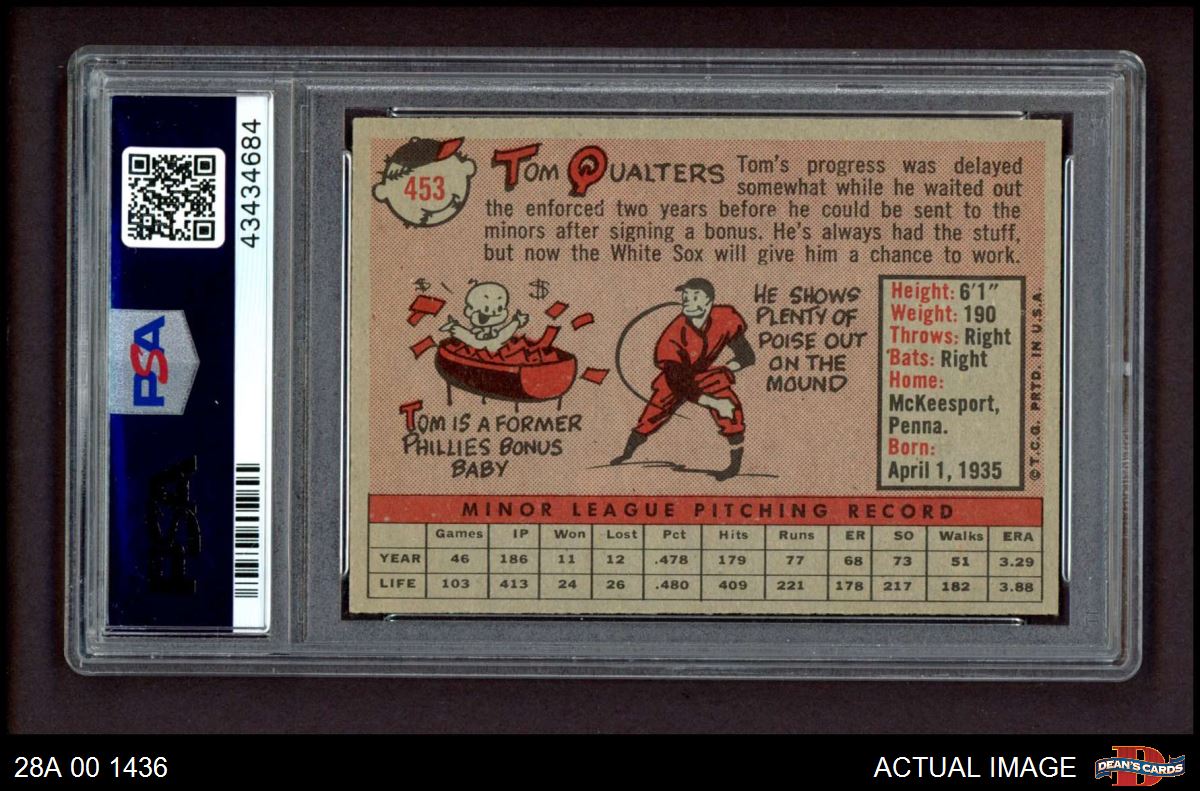 43434684
PSA
PSA
453
TOM QUALTERS
Tom's progress was delayed
somewhat while he waited out
the enforced two years before he could be sent to the
minors after signing a bonus. He's always had the stuff,
but now the White Sox will give him a chance to work.
$ $
TOM IS A FORMER
PHILLIES BONUS
BABY
HE SHOWS
PLENTY OF
POISE OUT
ON THE
MOUND
Height: 6'1"
Weight: 190
Throws: Right
Bats: Right
Home:
McKeesport,
Penna.
Born:
April 1, 1935
©T.C.G. PRTD. IN U.S.A.
MINOR LEAGUE PITCHING RECORD
Games IP Won Lost Pct Hits Runs ER SO Walks ERA
YEAR 46 186 11 12 .478 179 77 68 73 51 3.29
LIFE 103 413 24 26 .480 409 221 178 217 182 3.88
28A 00 1436
ACTUAL IMAGE
D
DEAN'S CARDS